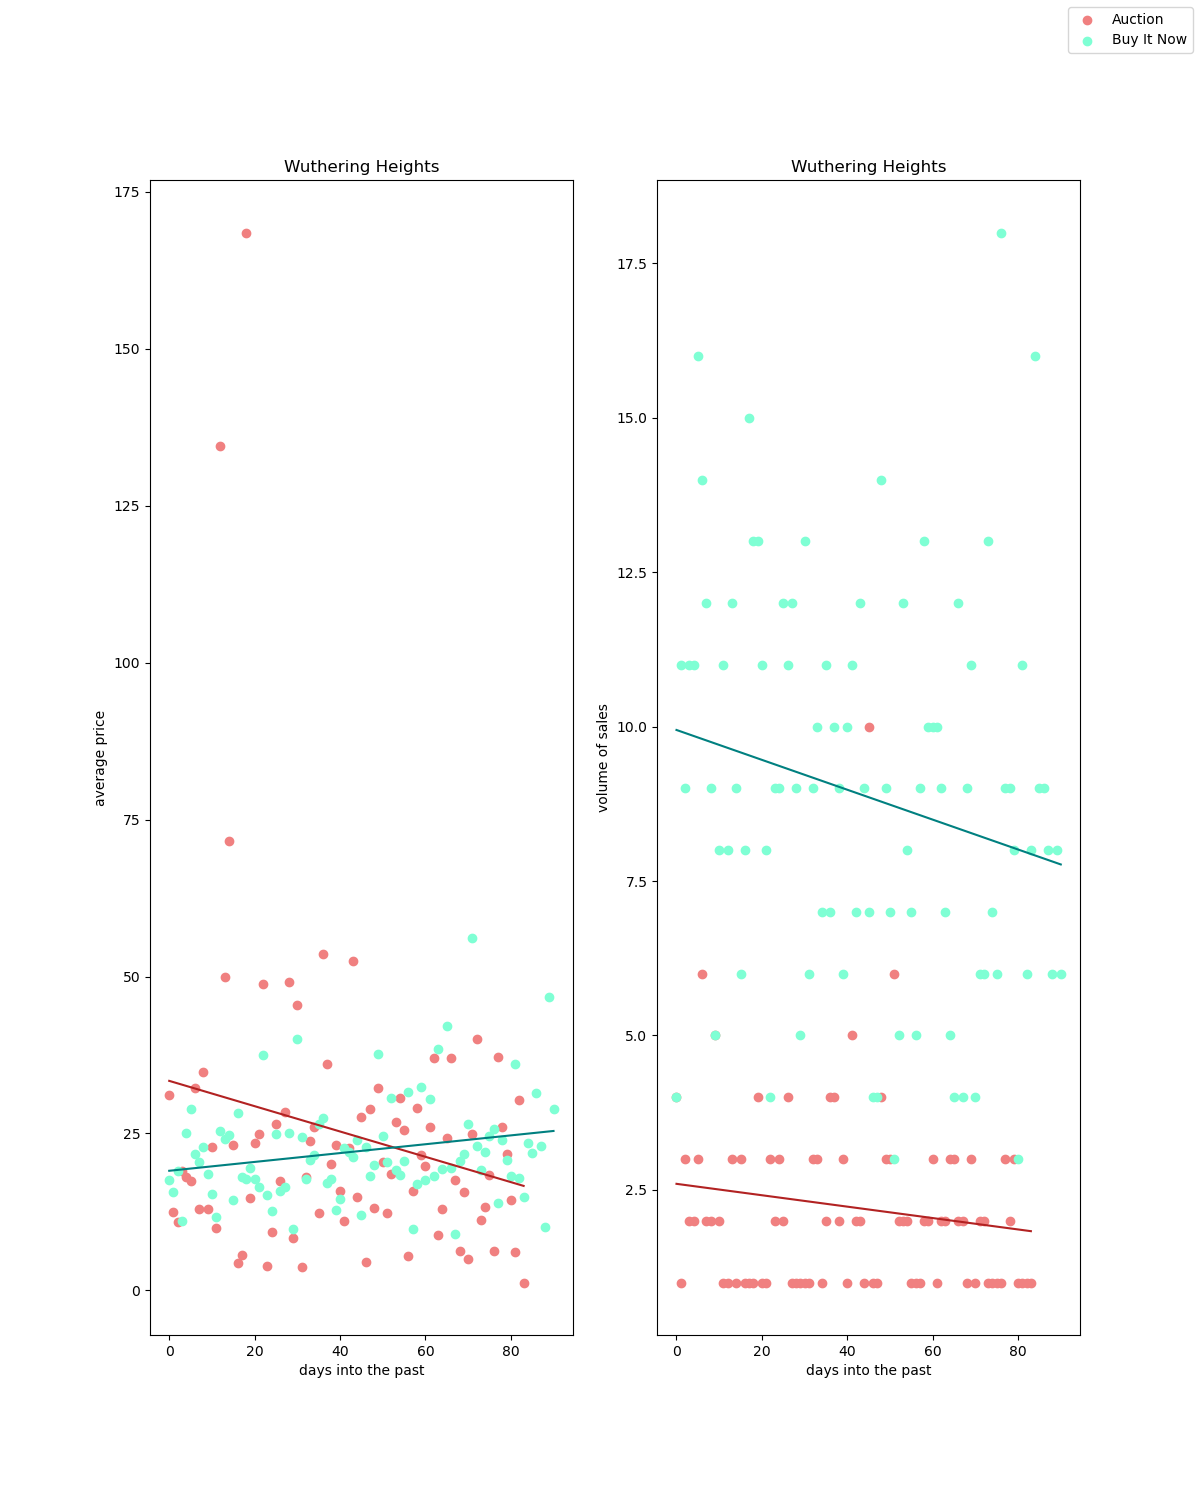 Auction
Buy It Now
Wuthering Heights
175
150
125
100
75
50
25
0
average price
0 20 40 60 80
days into the past
Wuthering Heights
17.5
15.0
12.5
10.0
7.5
5.0
2.5
volume of sales
0 20 40 60 80
days into the past